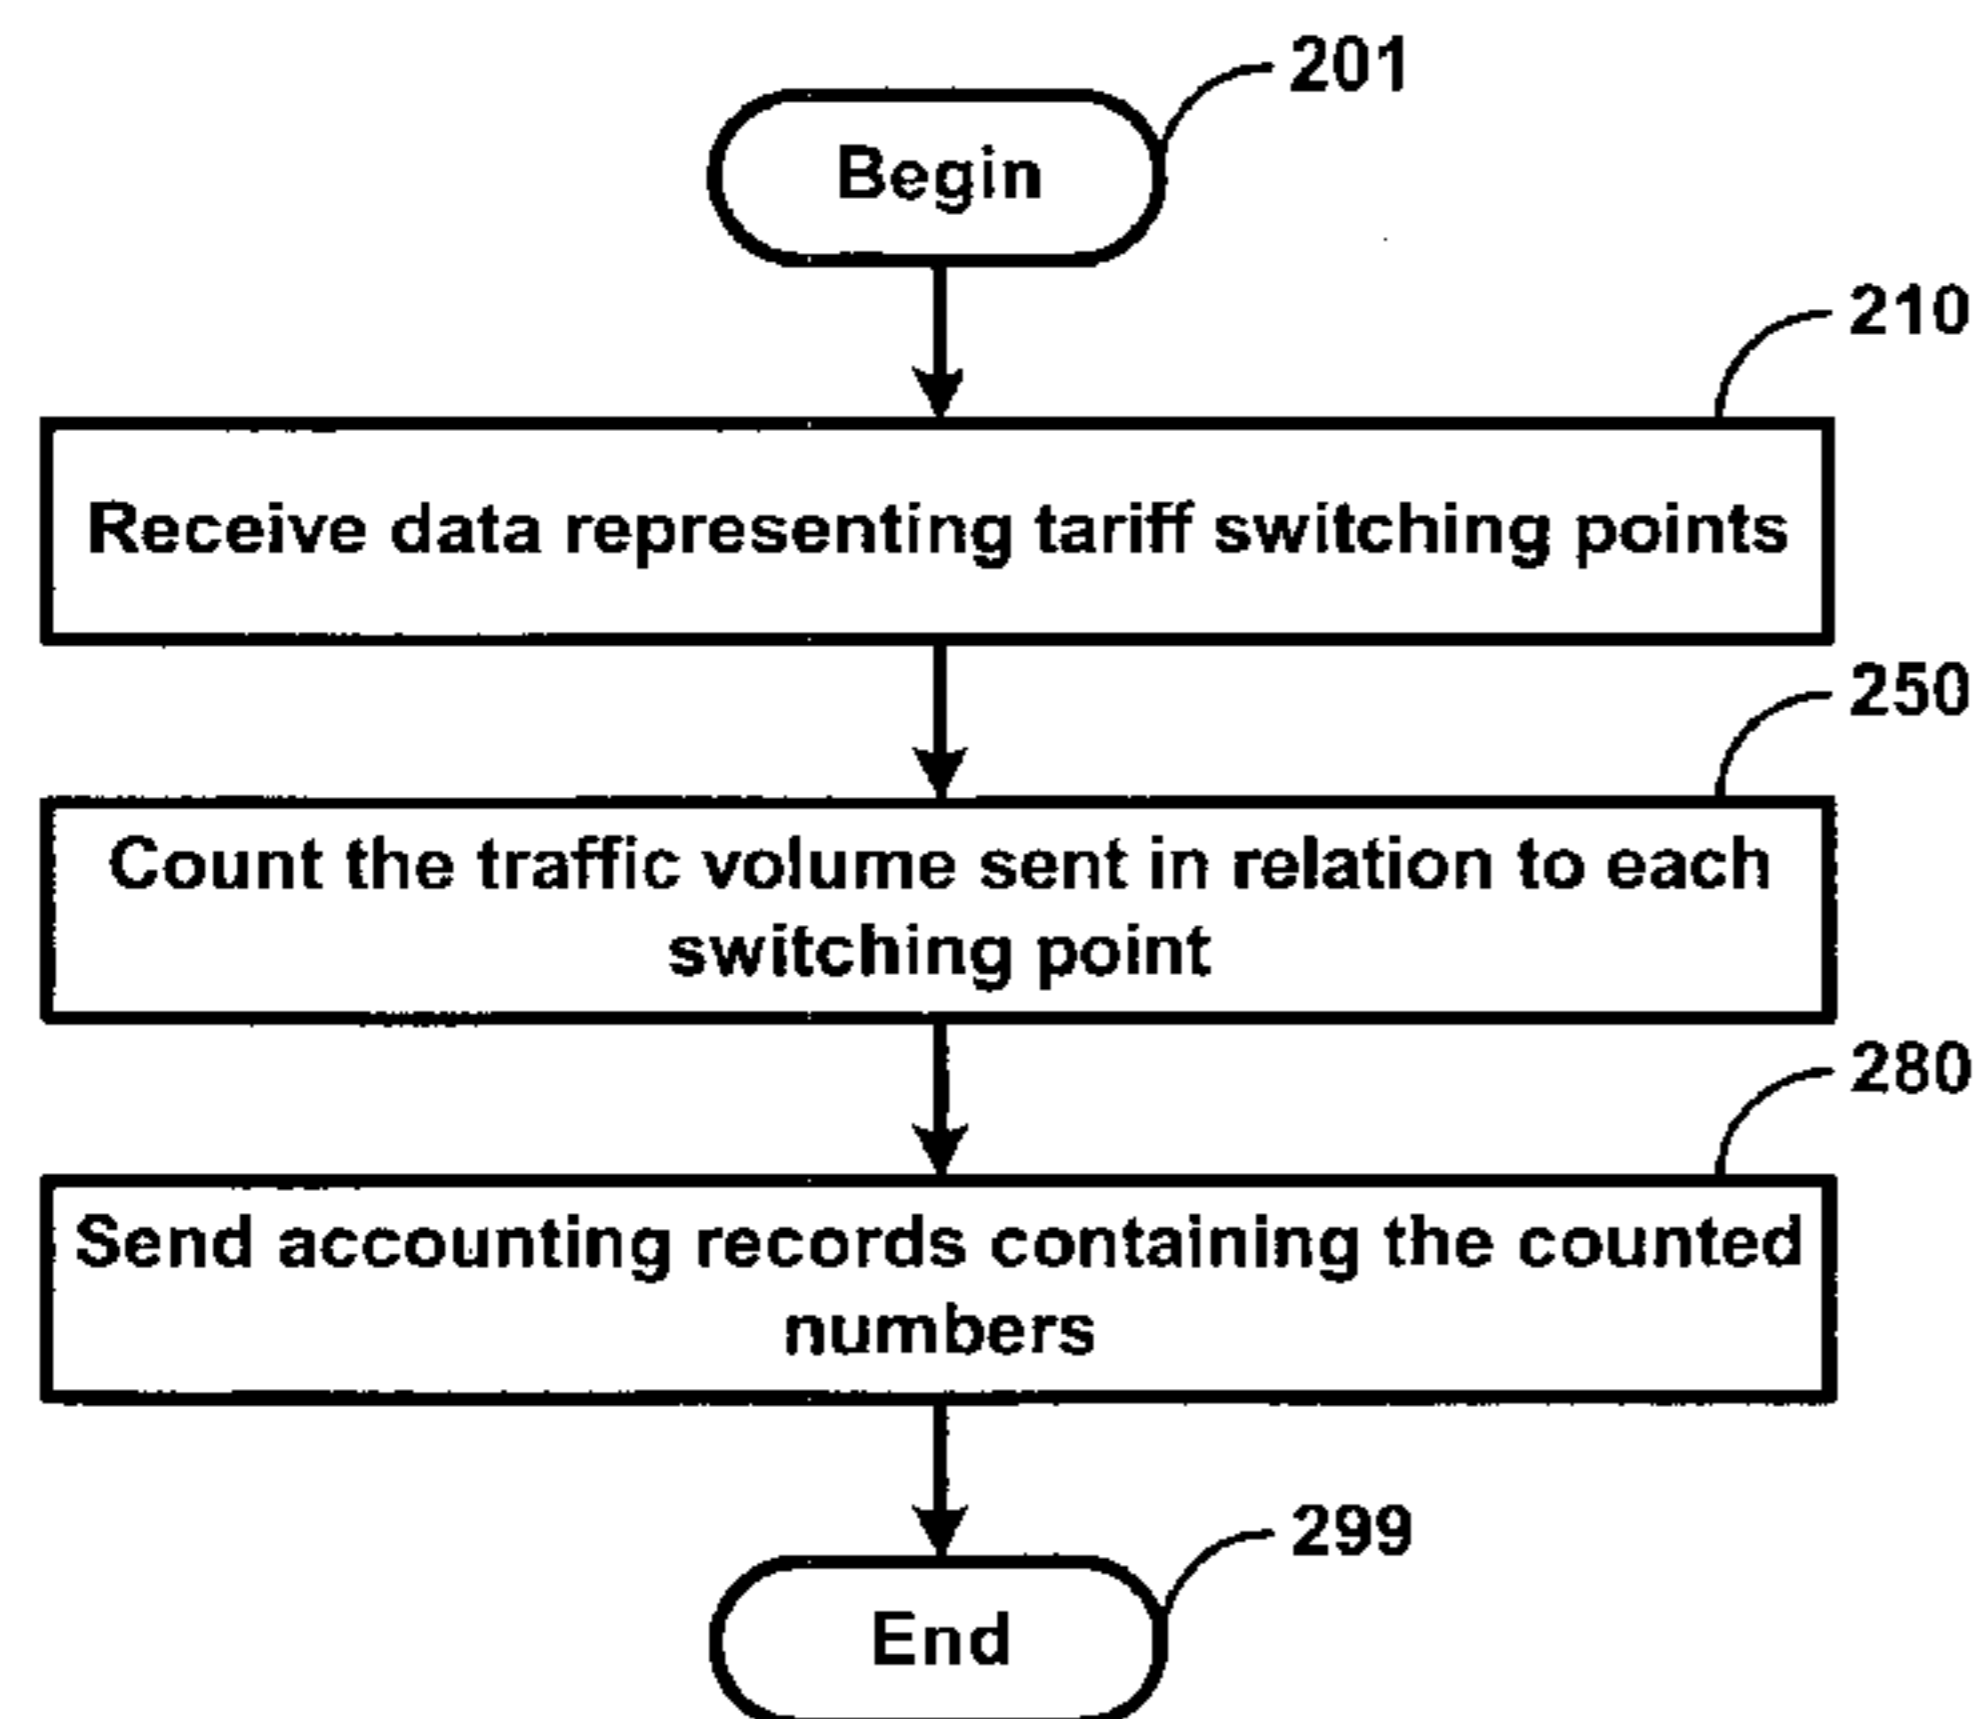 201
Begin
210
Receive data representing tariff switching points
250
Count the traffic volume sent in relation to each
switching point
280
Send accounting records containing the counted
numbers
299
End